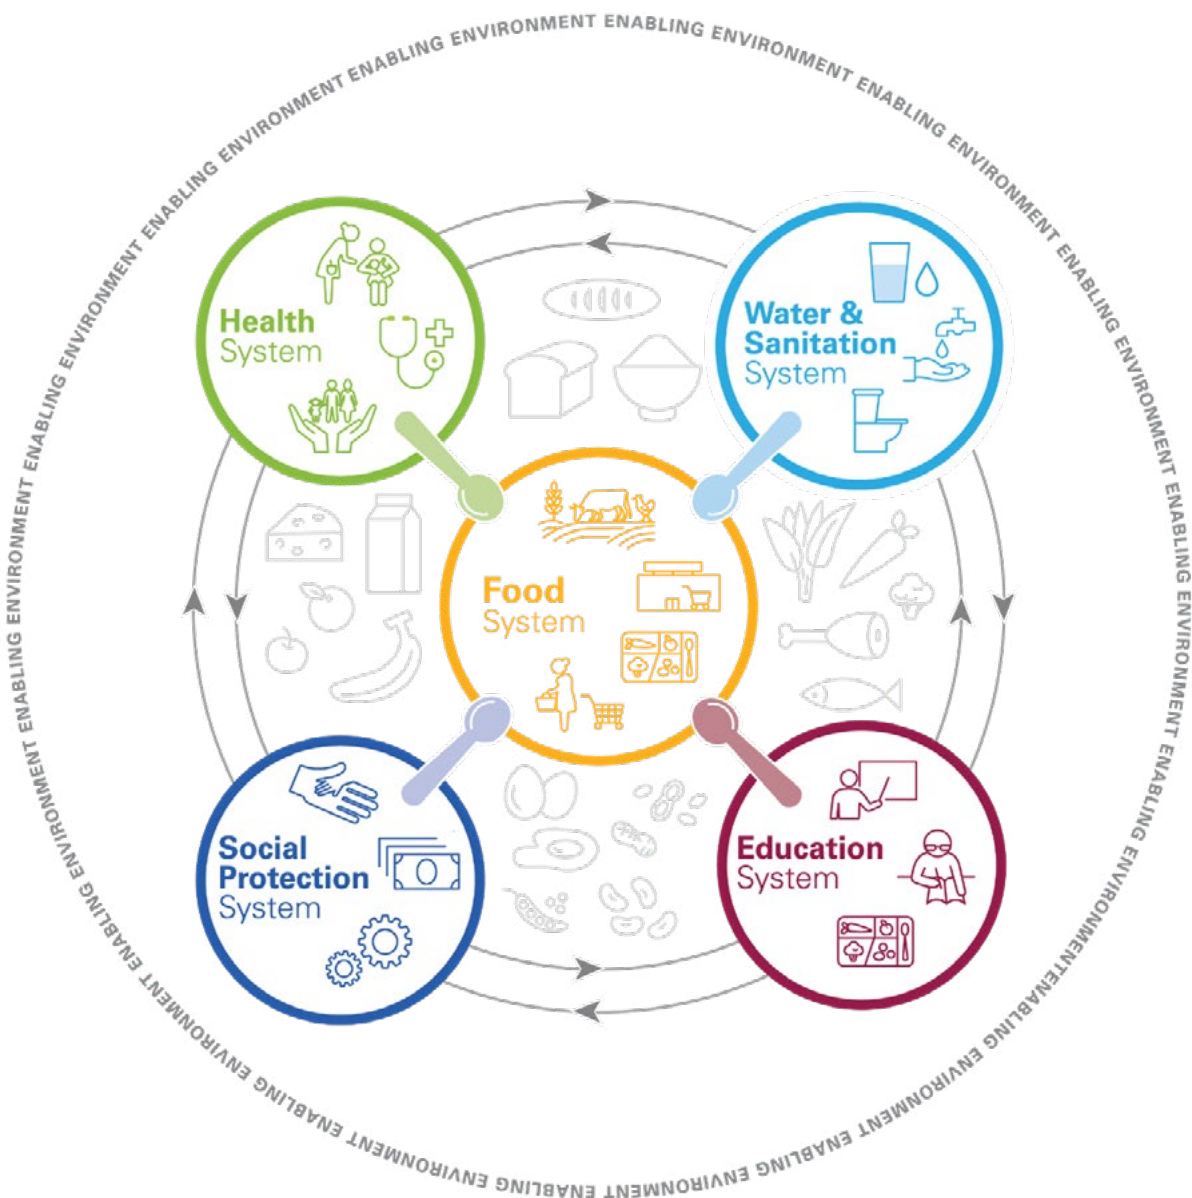 ENABLING ENVIRONMENT ENABLING ENVIRONMENT ENABLING ENVIRONMENT ENABLING ENVIRONMENT ENABLING ENVIRONMENTENABLING ENVIRONMENT ENABLING ENVIRONMENT ENABLING ENVIRONMENT ENABLING ENVIRONMENT ENABLING ENVIRONMENT ENABLING ENVIRONMENT ENABLING ENVIRONMENT ENABLING ENVIRONMENT ENABLING ENVIRONMENT ENABLING ENVIRONMENT
Health
System
Water &
Sanitation
System
Food
System
Social
Protection
System
Education
System